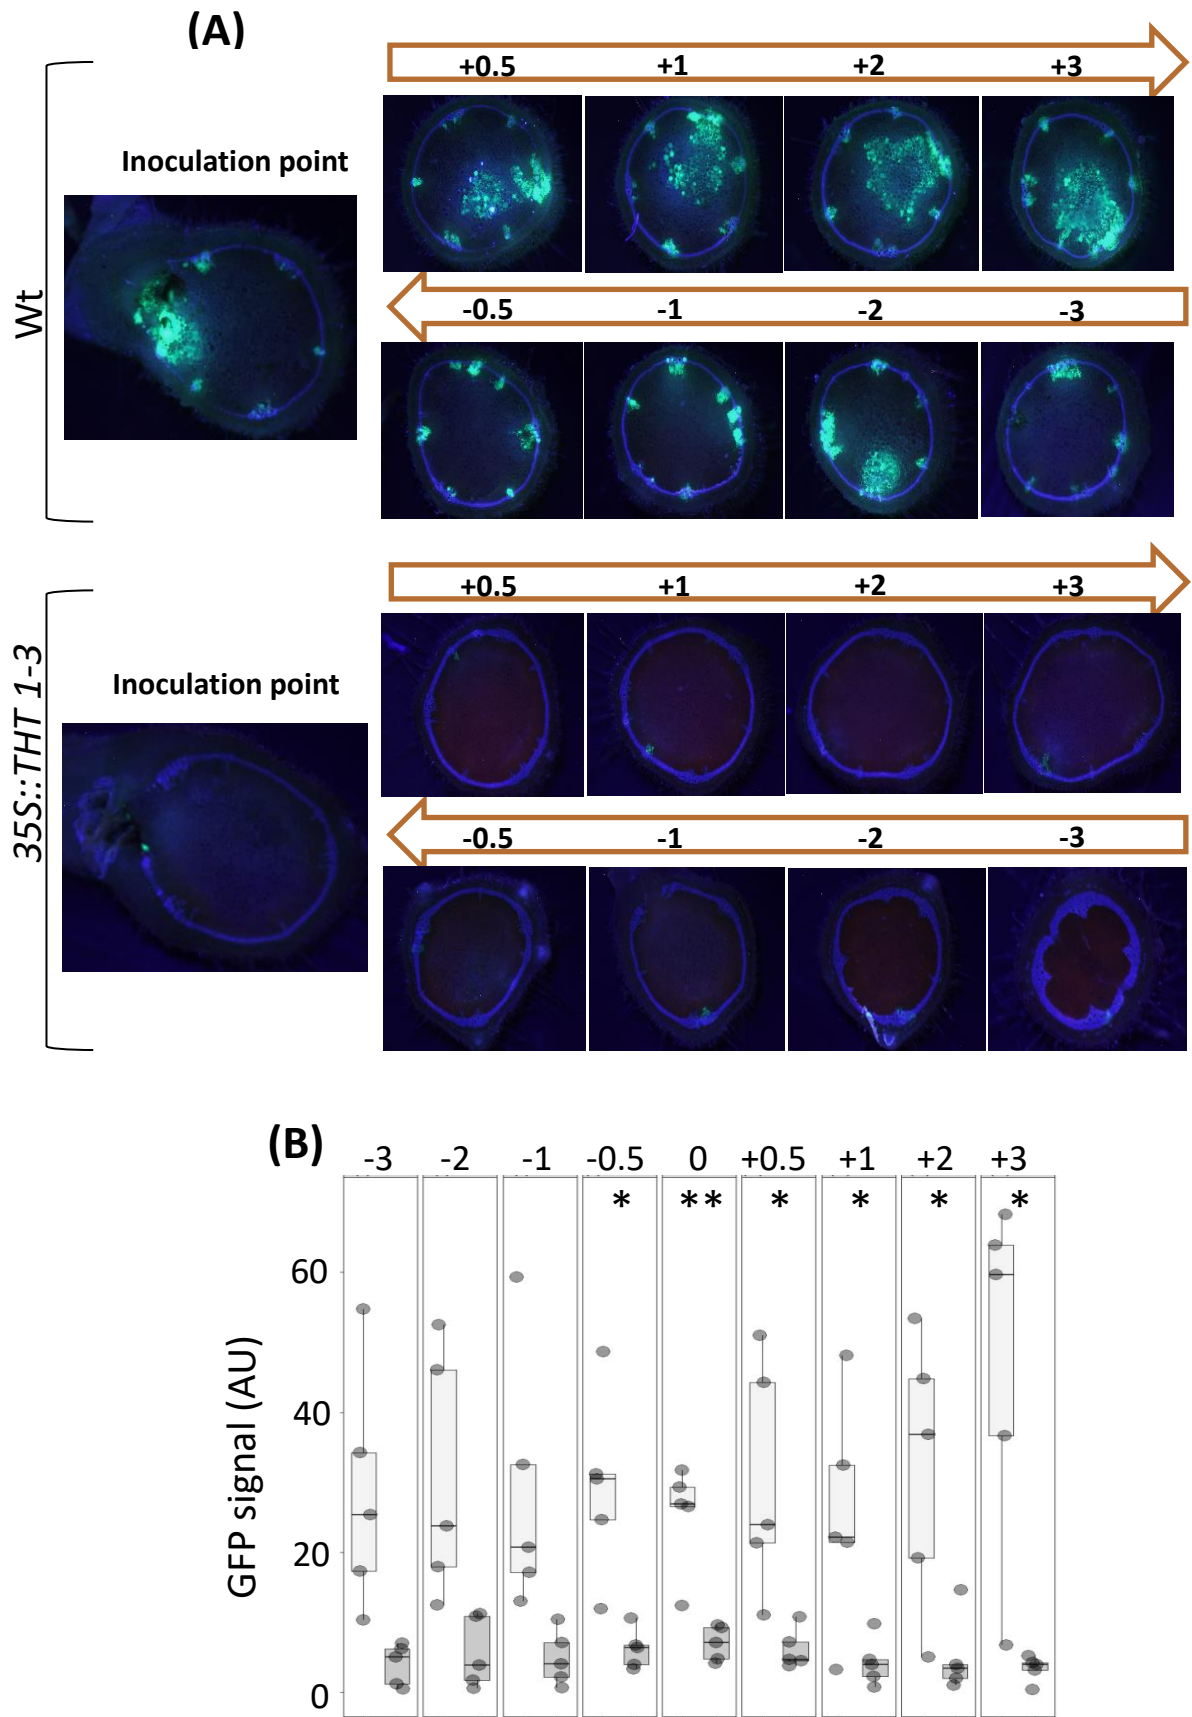 (A)
+0.5 +1 +2 +3
Inoculation point
Wt
-0.5 -1 -2 -3
+0.5 +1 +2 +3
Inoculation point
35S::THT 1-3
-0.5 -1 -2 -3
(B)
-3 -2 -1 -0.5 0 +0.5 +1 +2 +3
* ** * * * *
60
40
20
0
GFP signal (AU)